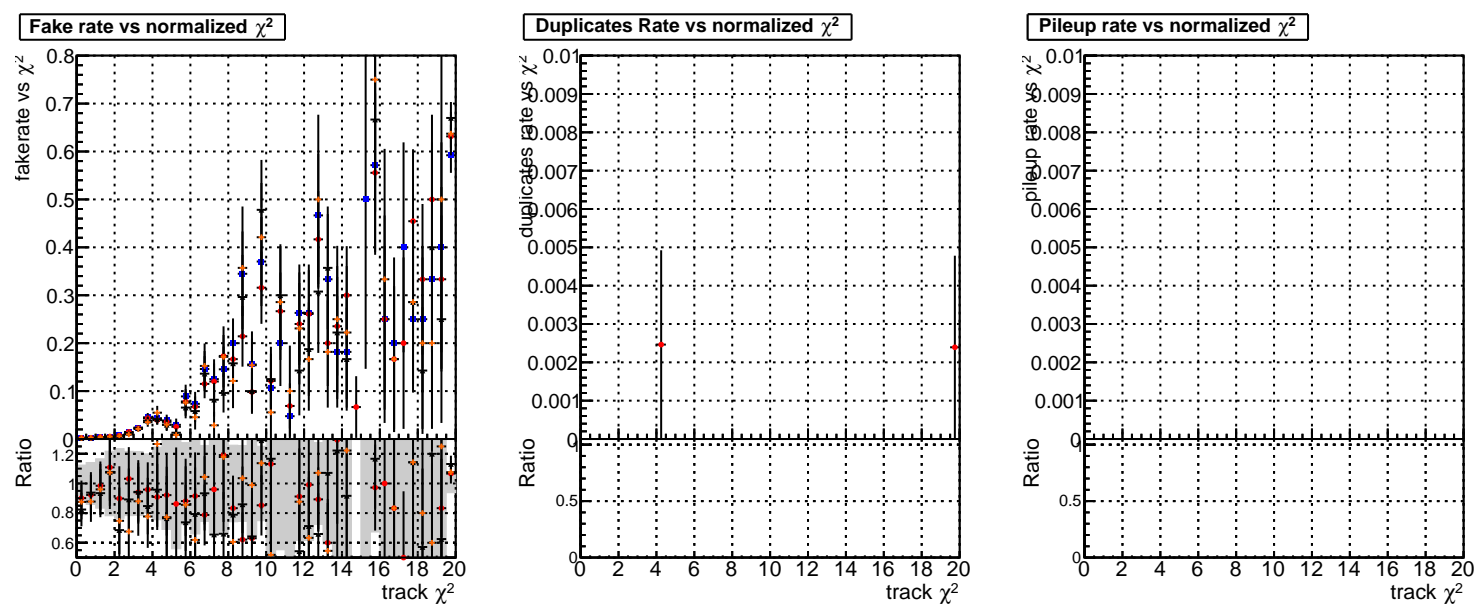 Fake rate vs normalized χ²
fakerate vs χ²
0.8
0.7
0.6
0.5
0.4
0.3
0.2
0.1
0
Ratio
1.2
1
0.8
0.6
0 2 4 6 8 10 12 14 16 18 20
track χ²
Duplicates Rate vs normalized χ²
duplicates rate vs χ²
0.01
0.009
0.008
0.007
0.006
0.005
0.004
0.003
0.002
0.001
0
Ratio
1
0.5
0
0 2 4 6 8 10 12 14 16 18 20
track χ²
Pileup rate vs normalized χ²
pileup rate vs χ²
0.01
0.009
0.008
0.007
0.006
0.005
0.004
0.003
0.002
0.001
0
Ratio
1
0.5
0
0 2 4 6 8 10 12 14 16 18 20
track χ²